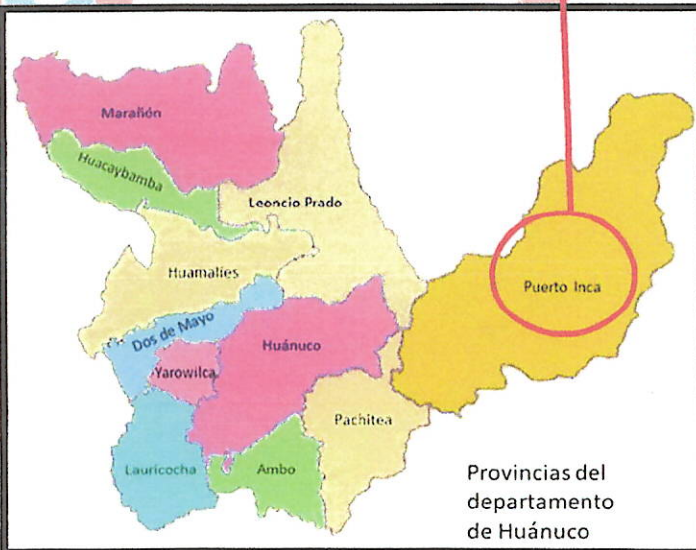 Marañón
Huacaybamba
Leoncio Prado
Huamalíes
Puerto Inca
Dos de Mayo
Huánuco
Yarowilca
Pachitea
Lauricocha
Ambo
Provincias del
departamento
de Huánuco